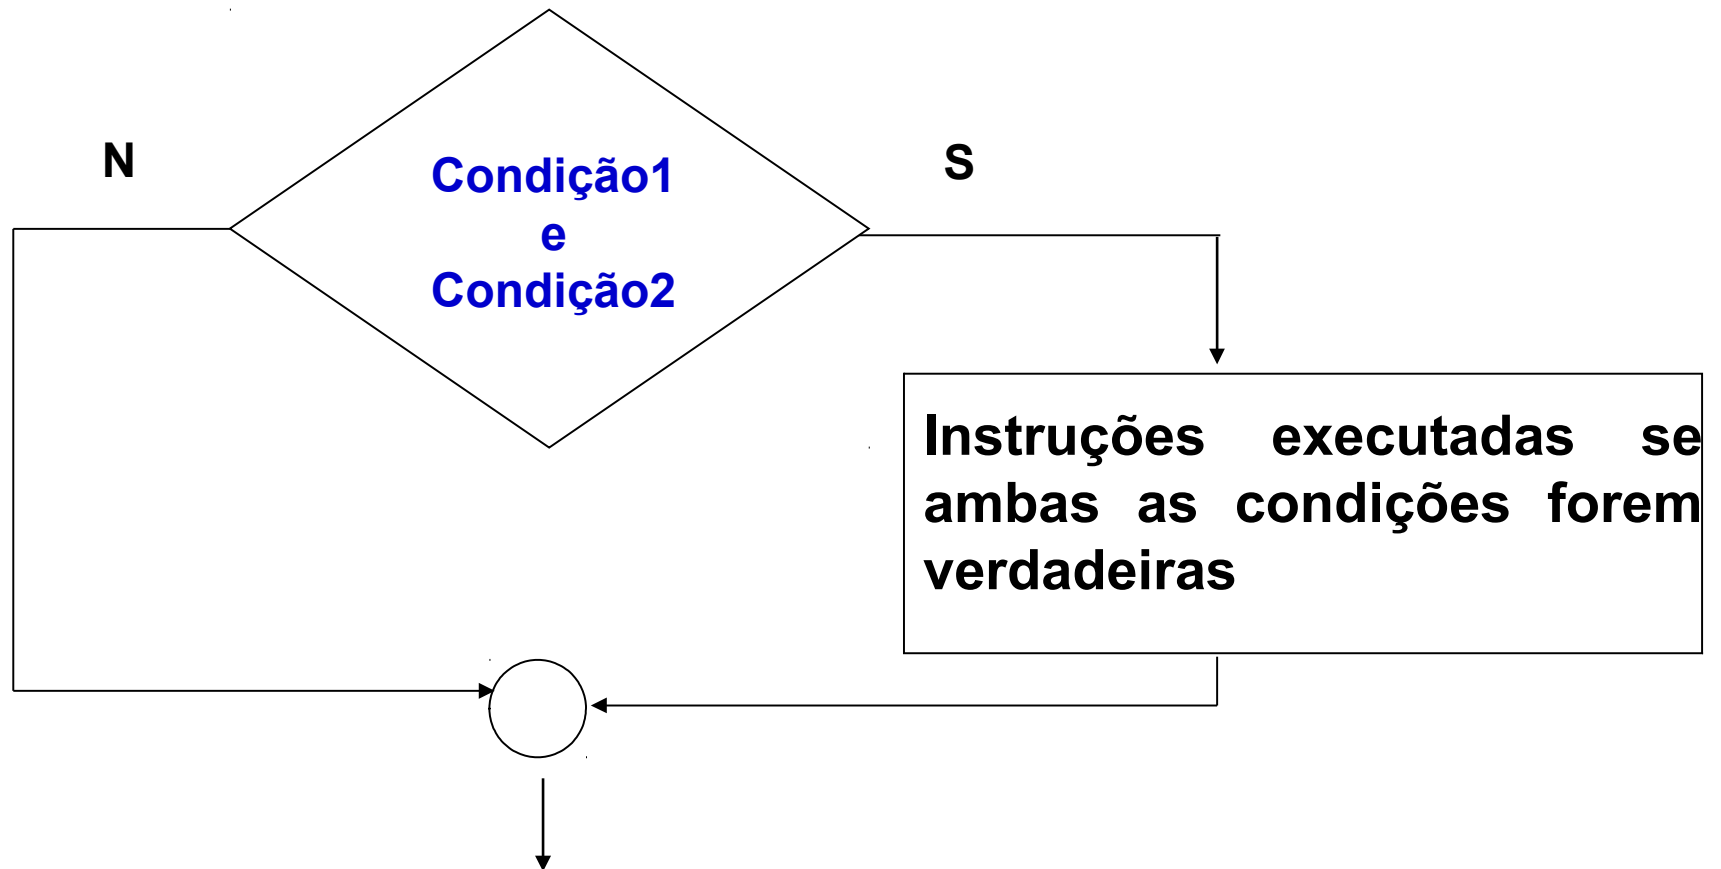 N
Condição1
e
Condição2
S
Instruções executadas se
ambas as condições forem
verdadeiras